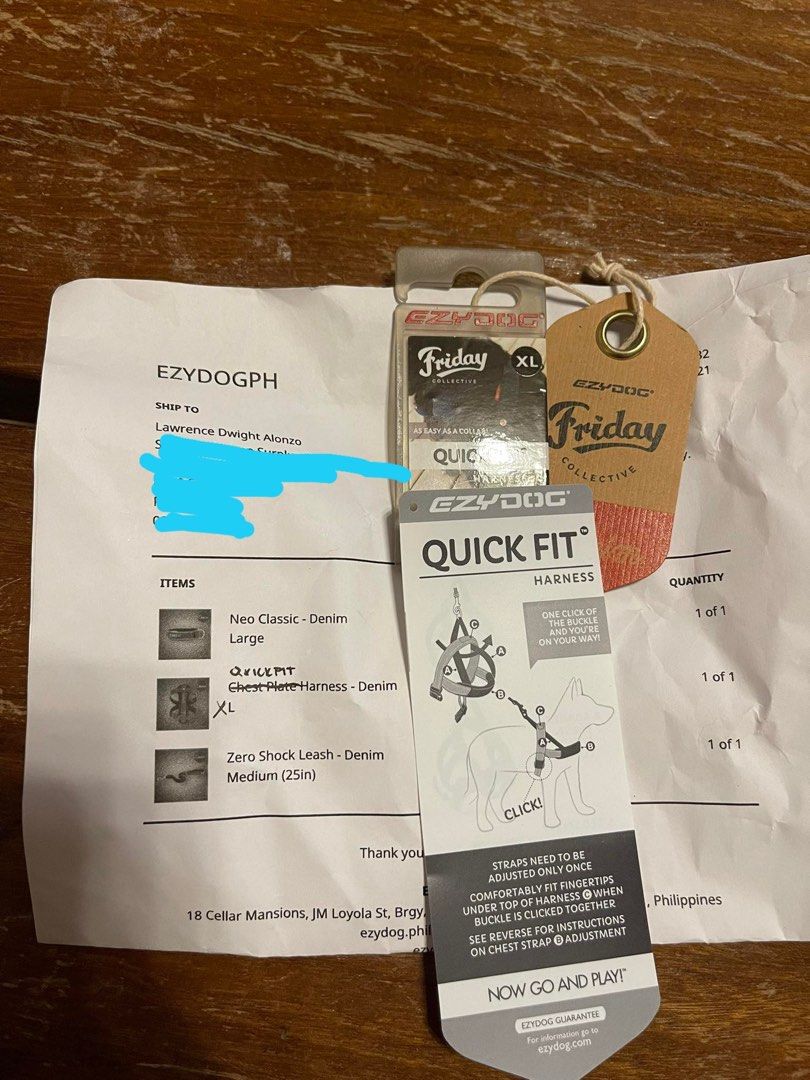 EZYDOGPH
SHIP TO
Lawrence Dwight Alonzo
ITEMS
QUANTITY
Neo Classic - Denim
Large
1 of 1
QUICKFIT
Chest Plate Harness - Denim
XL
1 of 1
Zero Shock Leash - Denim
Medium (25in)
1 of 1
Thank you
18 Cellar Mansions, JM Loyola St, Brgy.
, Philippines
32
21
EZYDOG
Friday
COLLECTIVE
XL
AS EASY AS A COLLAR
HARNESS
EZYDOG
Friday
COLLECTIVE
EZYDOG
QUICK FIT™
HARNESS
ONE CLICK OF
THE BUCKLE
AND YOU'RE
ON YOUR WAY!
C
A
A
B
C
A
B
CLICK!
STRAPS NEED TO BE
ADJUSTED ONLY ONCE
COMFORTABLY FIT FINGERTIPS
UNDER TOP OF HARNESS C WHEN
BUCKLE IS CLICKED TOGETHER
SEE REVERSE FOR INSTRUCTIONS
ON CHEST STRAP B ADJUSTMENT
NOW GO AND PLAY!™
EZYDOG GUARANTEE
For information go to
ezydog.com